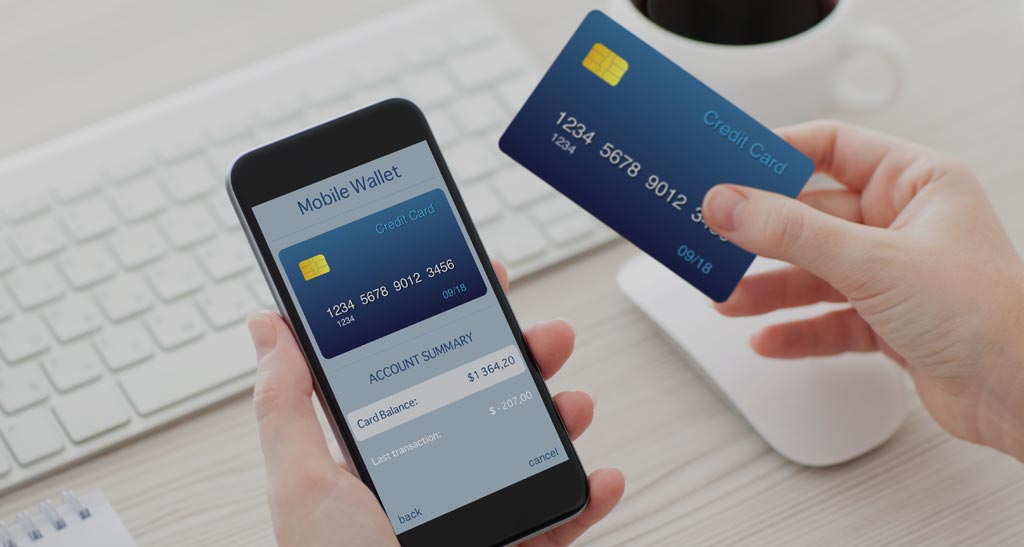 Mobile Wallet
Credit Card
1234 5678 9012 3456
1234
09/18
ACCOUNT SUMMARY
Card Balance: $1 364,20
Last transaction: $ - 207,00
back cancel
Credit Card
1234 5678 9012
1234
09/18